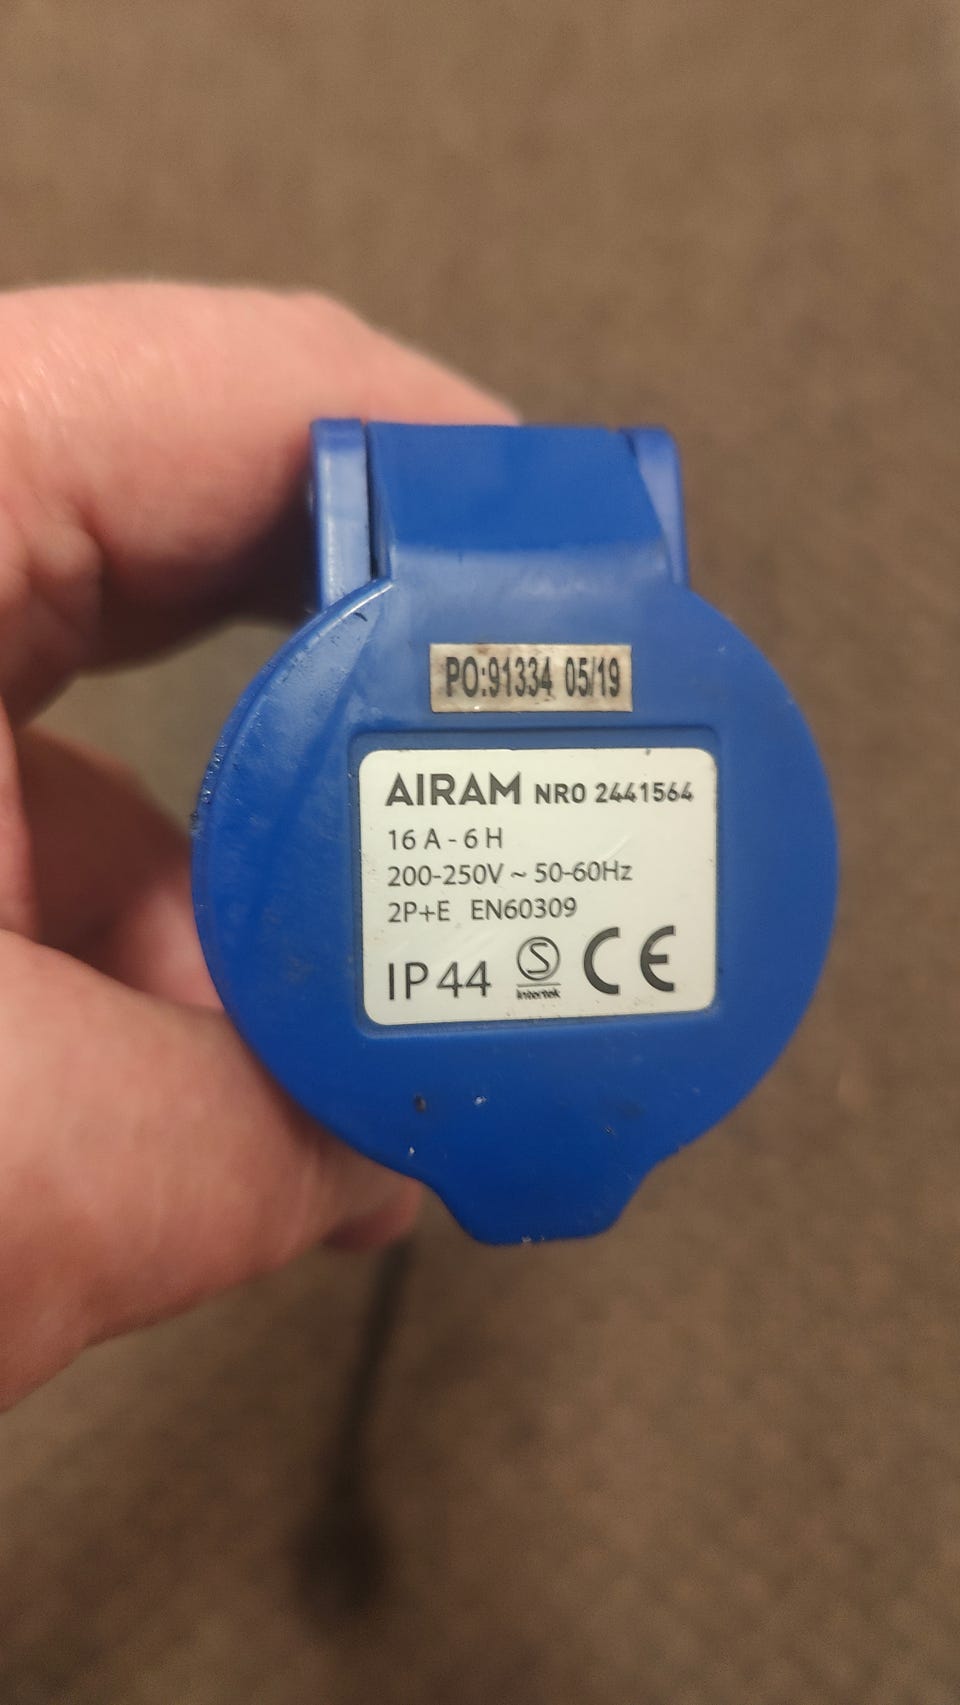 PO:91334 05/19
AIRAM NRO 2441564
16 A - 6 H
200-250V ~ 50-60Hz
2P+E EN60309
IP44 S CE
Intertek